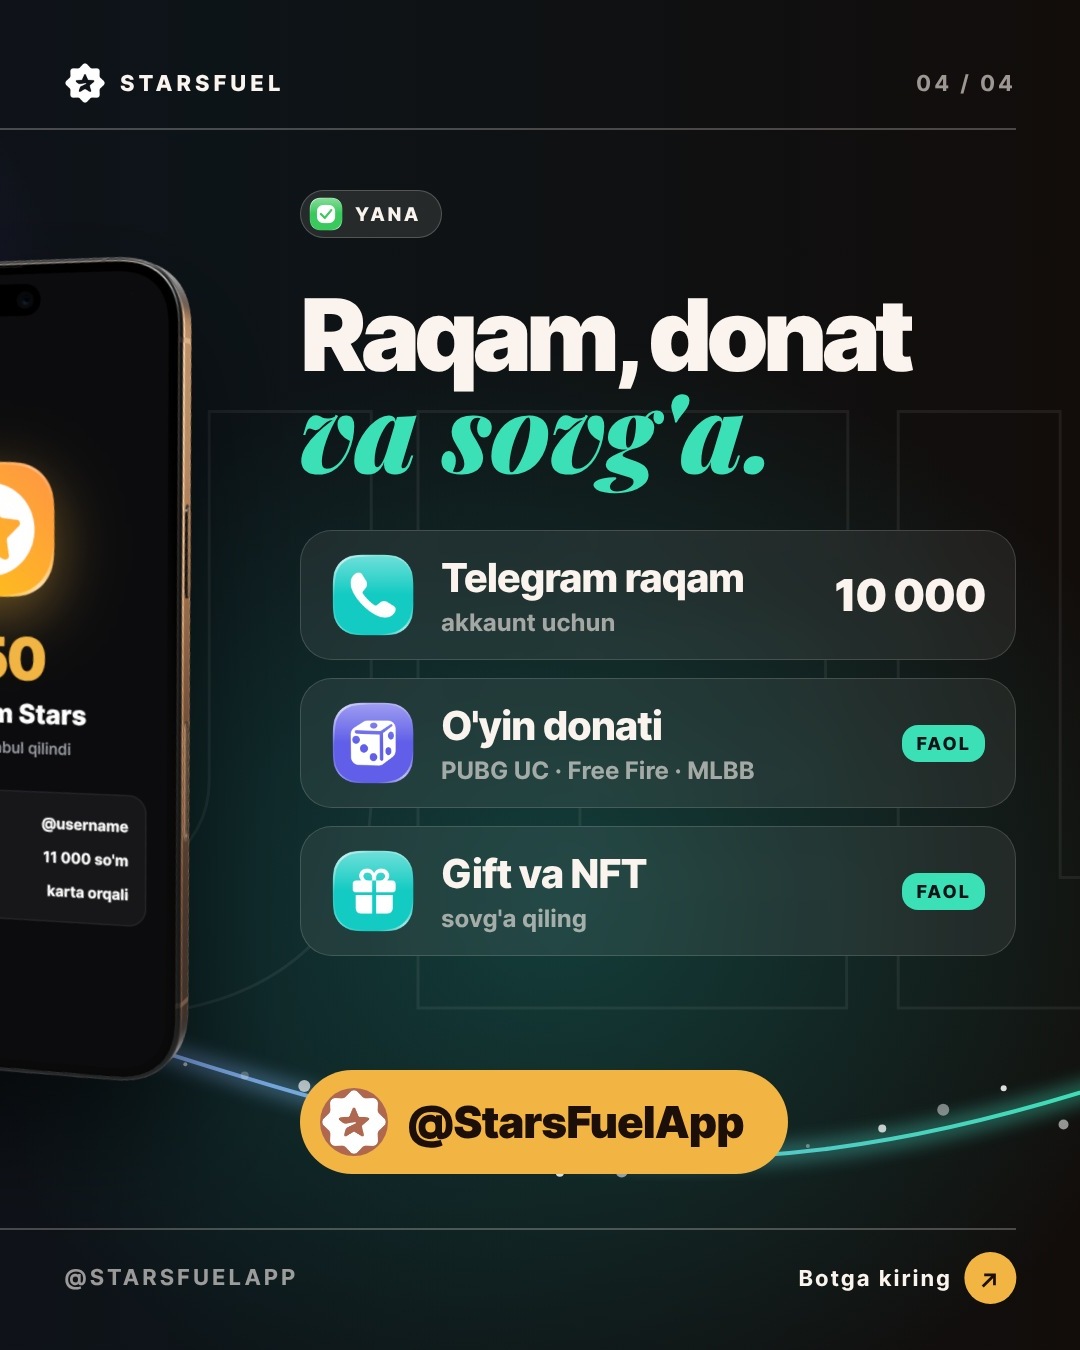 STARSFUEL
04 / 04
YANA
Raqam, donat
va sovg'a.
Telegram raqam
akkaunt uchun
10 000
O'yin donati
PUBG UC · Free Fire · MLBB
FAOL
Gift va NFT
sovg'a qiling
FAOL
50
Stars
qilindi
@username
11 000 so'm
karta orqali
@StarsFuelApp
@STARSFUELAPP
Botga kiring